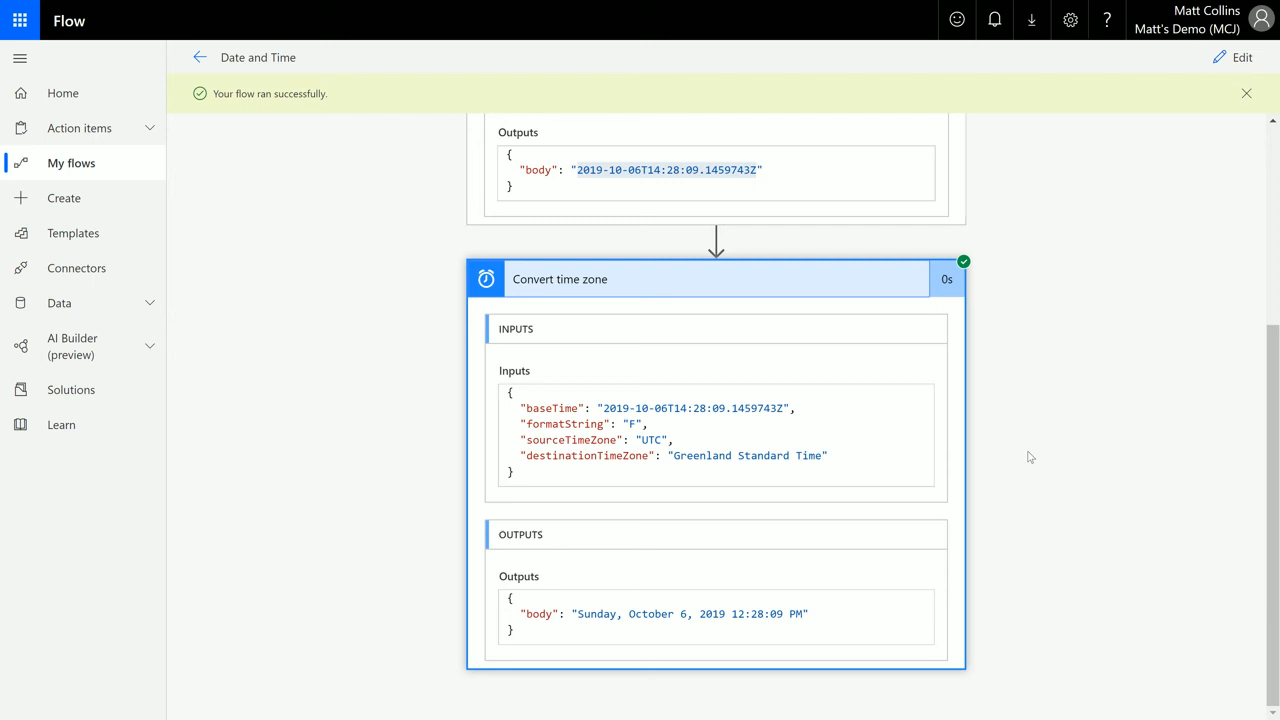 Flow
Matt Collins
Matt's Demo (MCJ)
Date and Time
Edit
Your flow ran successfully.
Home
Action items
My flows
Create
Templates
Connectors
Data
AI Builder
(preview)
Solutions
Learn
Outputs
{
"body": "2019-10-06T14:28:09.1459743Z"
}
Convert time zone
0s
INPUTS
Inputs
{
"baseTime": "2019-10-06T14:28:09.1459743Z",
"formatString": "F",
"sourceTimeZone": "UTC",
"destinationTimeZone": "Greenland Standard Time"
}
OUTPUTS
Outputs
{
"body": "Sunday, October 6, 2019 12:28:09 PM"
}